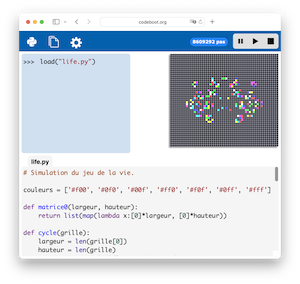 codeboot.org
8609292 pas
>>> load("life.py")
life.py
# Simulation du jeu de la vie.
couleurs = ['#f00', '#0f0', '#00f', '#ff0', '#f0f', '#0ff', '#fff']
def matrice0(largeur, hauteur):
return list(map(lambda x:[0]*largeur, [0]*hauteur))
def cycle(grille):
largeur = len(grille[0])
hauteur = len(grille)